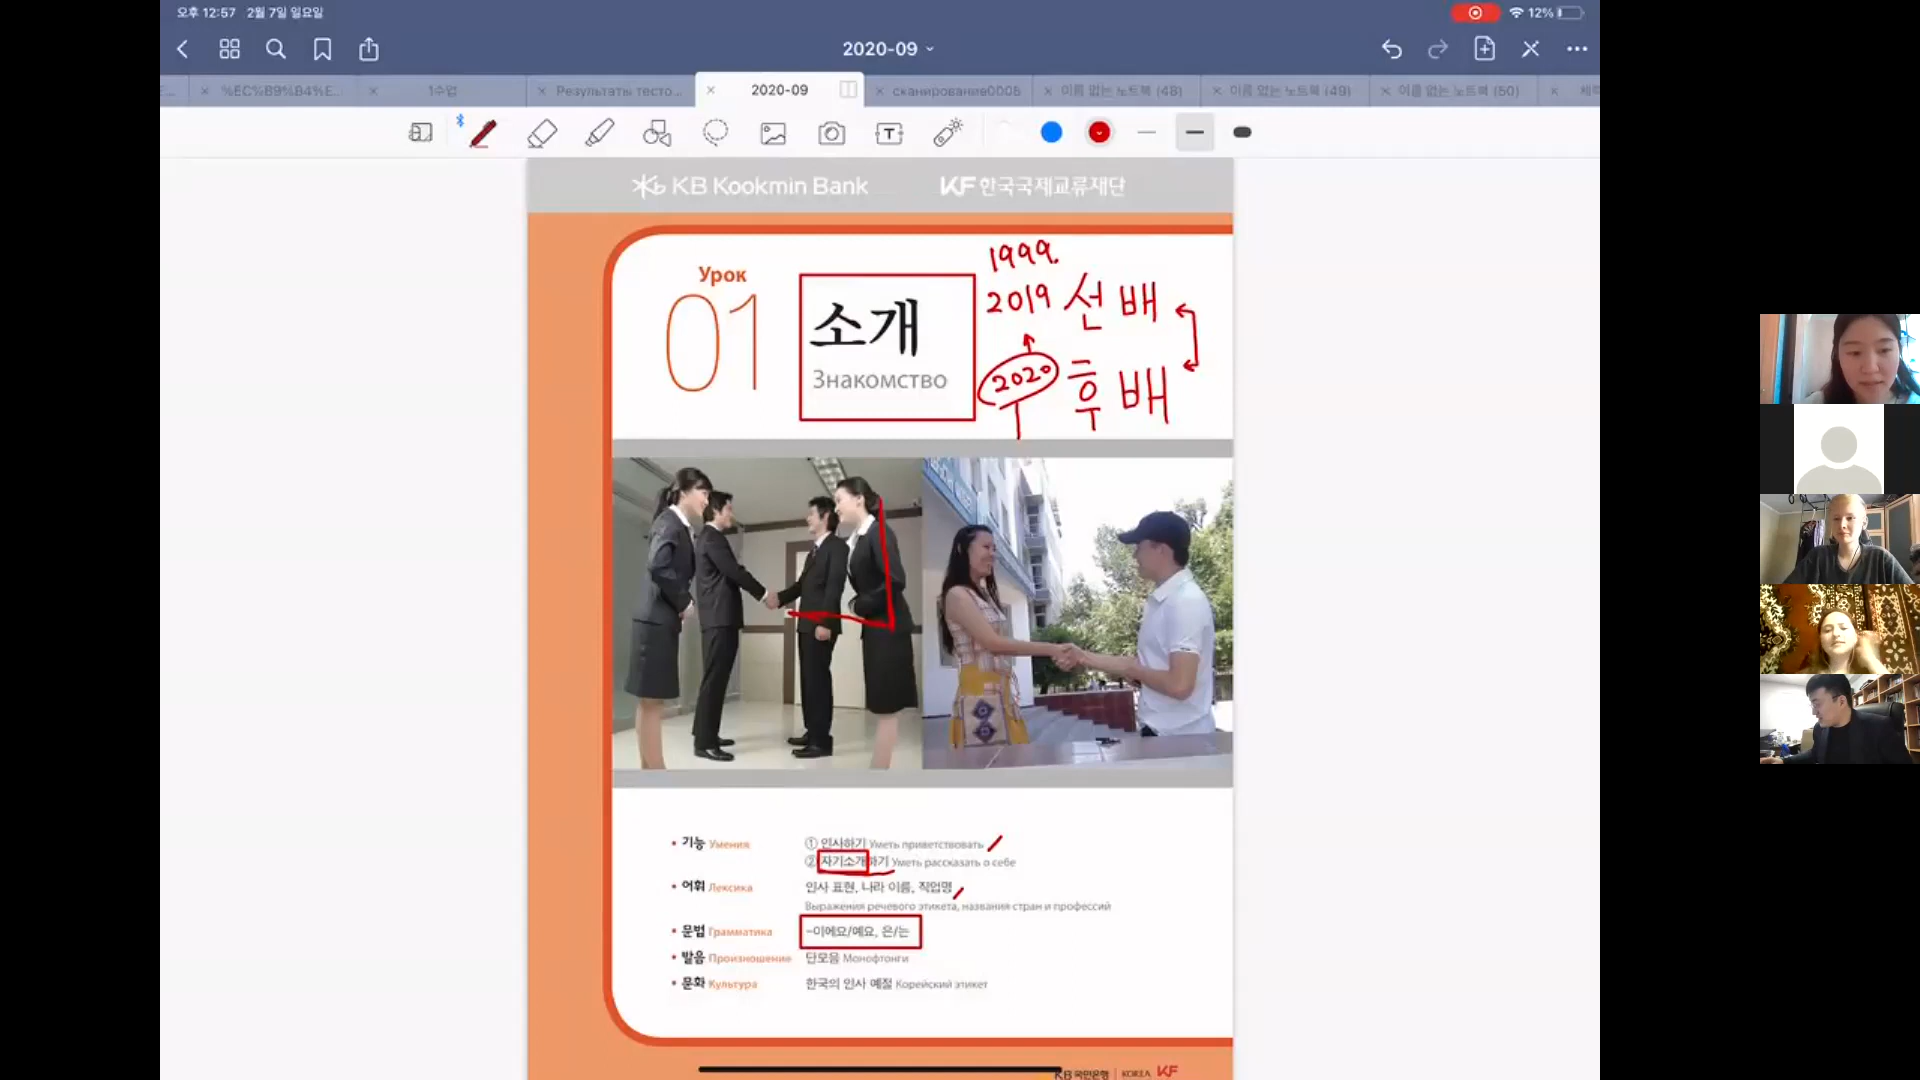 오후 12:57 2월 7일 일요일
12%
2020-09
%EC%B9%B4%E...
1수업
Результаты тесто...
2020-09
сканирование0006
이름 없는 노트북 (48)
이름 없는 노트북 (49)
이름 없는 노트북 (50)
KB Kookmin Bank
KF 한국국제교류재단
1999.
Урок
01
소개
Знакомство
2019 선배
2020 후배
• 기능 Умения
① 인사하기 Уметь приветствовать
② 자기소개하기 Уметь рассказать о себе
• 어휘 Лексика
인사 표현, 나라 이름, 직업명
Выражения речевого этикета, названия стран и профессий
• 문법 Грамматика
-이에요/예요, 은/는
• 발음 Произношение
단모음 Монофтонги
• 문화 Культура
한국의 인사 예절 Корейский этикет
KB 국민은행
KOREA KF